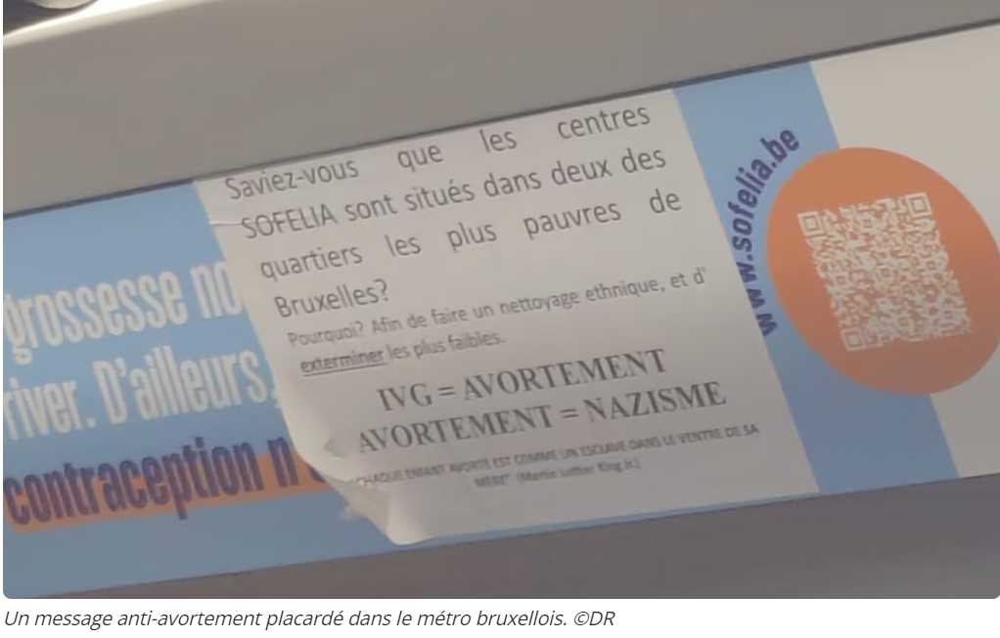 grossesse no
river. D'ailleurs,
contraception n
Saviez-vous que les centres
SOFELIA sont situés dans deux des
quartiers les plus pauvres de
Bruxelles?
Pourquoi? Afin de faire un nettoyage ethnique, et d'
exterminer les plus faibles.
IVG = AVORTEMENT
AVORTEMENT = NAZISME
CHAQUE ENFANT AVORTÉ EST COMME UN ESCLAVE DANS LE VENTRE DE SA
MÈRE" (Martin Luther King Jr.)
www.sofelia.be
Un message anti-avortement placardé dans le métro bruxellois. ©DR